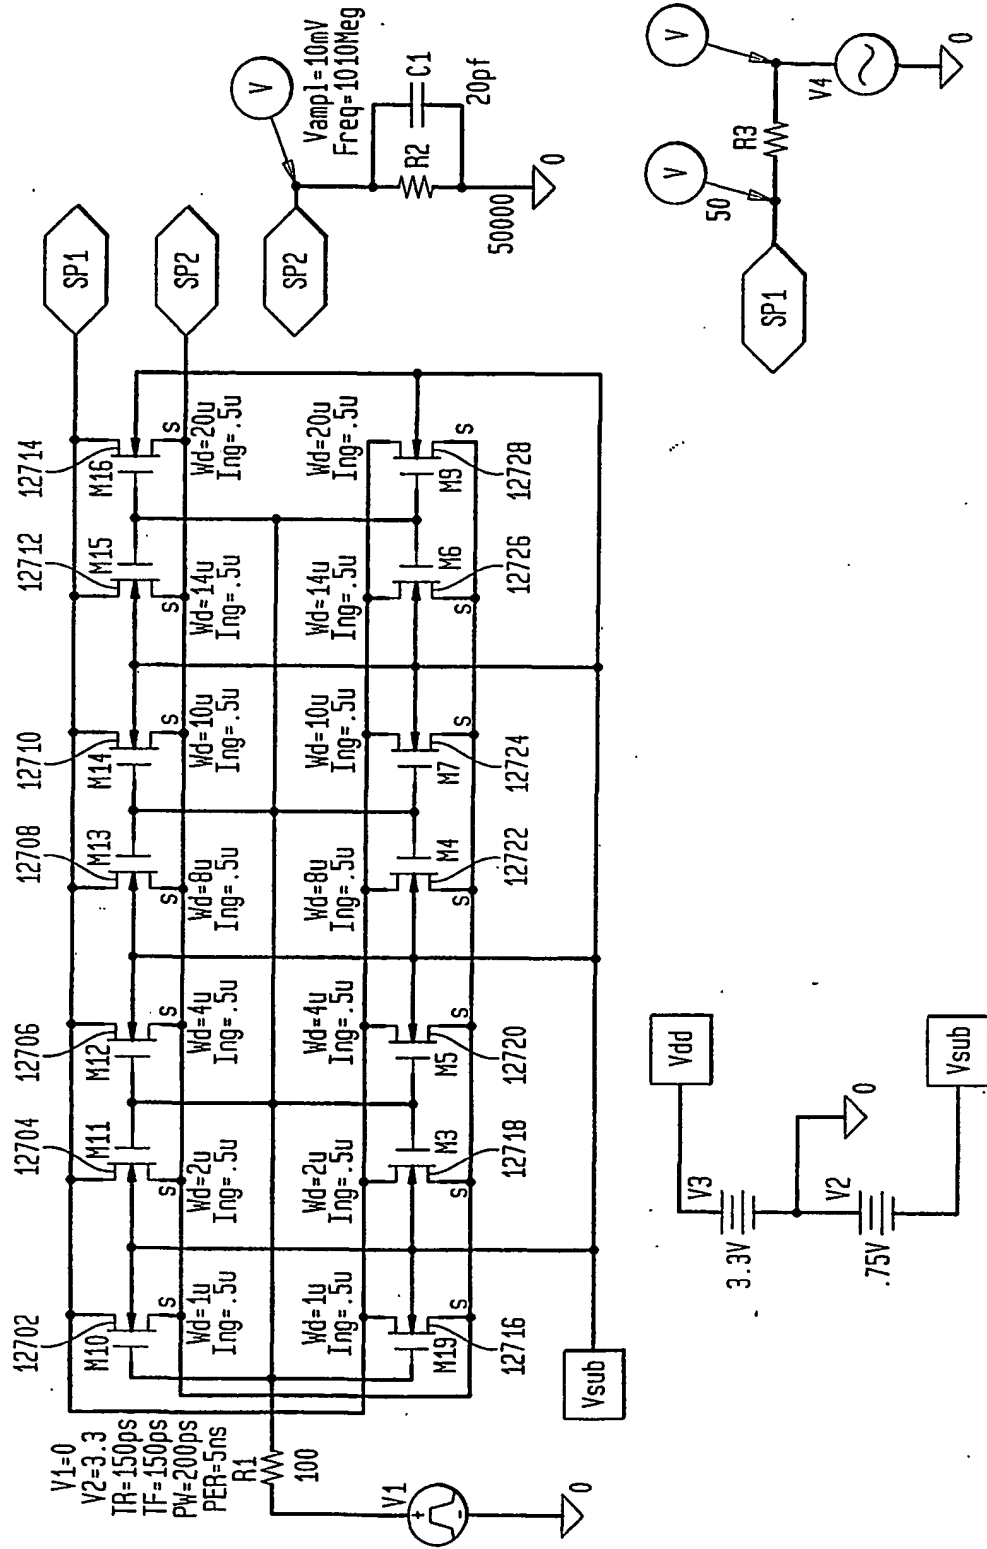 V1=0
V2=3.3
TR=150ps
TF=150ps
PW=200ps
PER=5ns
R1
100
V1
+
-
0
12702
12704
12706
12708
12710
12712
12714
M10
M11
M12
M13
M14
M15
M16
s
s
s
s
s
s
s
Wd=1u
Ing=.5u
Wd=2u
Ing=.5u
Wd=4u
Ing=.5u
Wd=8u
Ing=.5u
Wd=10u
Ing=.5u
Wd=14u
Ing=.5u
Wd=20u
Ing=.5u
Wd=1u
Ing=.5u
Wd=2u
Ing=.5u
Wd=4u
Ing=.5u
Wd=8u
Ing=.5u
Wd=10u
Ing=.5u
Wd=14u
Ing=.5u
Wd=20u
Ing=.5u
M19
M3
M5
M4
M7
M6
M9
s
s
s
s
s
s
s
12716
12718
12720
12722
12724
12726
12728
Vsub
SP1
SP2
SP2
V
Vampl=10mV
Freq=1010Meg
R2
C1
50000
20pf
0
V3
3.3V
Vdd
V2
.75V
0
Vsub
SP1
V
50
R3
V
V4
0